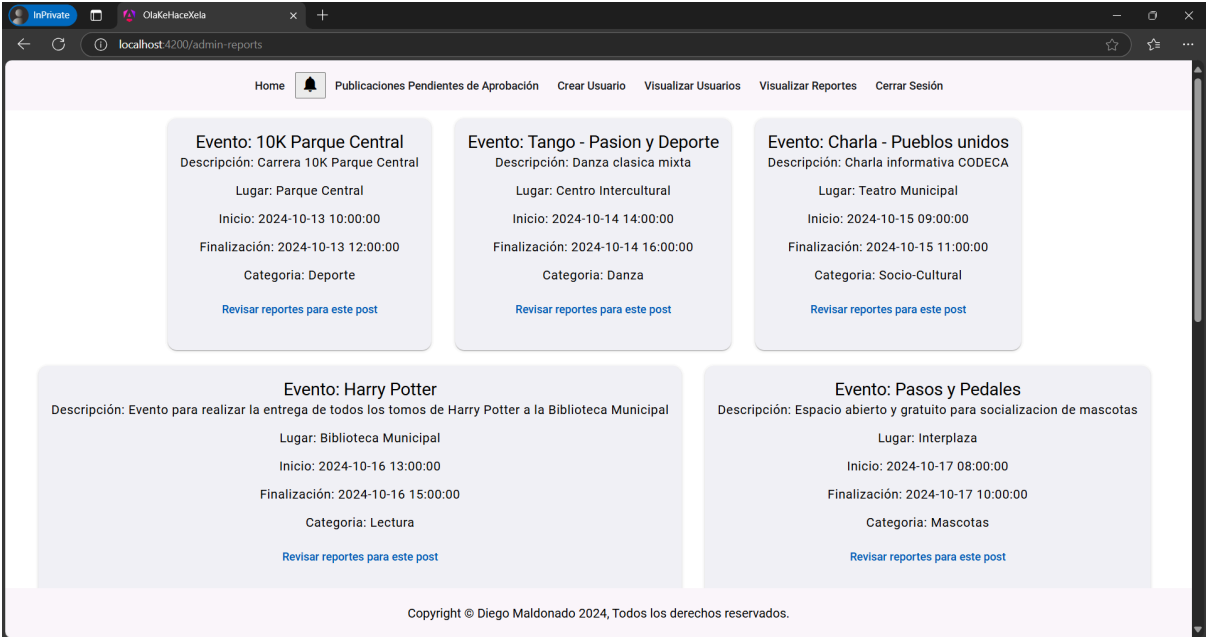 InPrivate
OlaKeHaceXela
localhost:4200/admin-reports
Home Publicaciones Pendientes de Aprobación Crear Usuario Visualizar Usuarios Visualizar Reportes Cerrar Sesión
Evento: 10K Parque Central
Descripción: Carrera 10K Parque Central
Lugar: Parque Central
Inicio: 2024-10-13 10:00:00
Finalización: 2024-10-13 12:00:00
Categoria: Deporte
Revisar reportes para este post
Evento: Tango - Pasion y Deporte
Descripción: Danza clasica mixta
Lugar: Centro Intercultural
Inicio: 2024-10-14 14:00:00
Finalización: 2024-10-14 16:00:00
Categoria: Danza
Revisar reportes para este post
Evento: Charla - Pueblos unidos
Descripción: Charla informativa CODECA
Lugar: Teatro Municipal
Inicio: 2024-10-15 09:00:00
Finalización: 2024-10-15 11:00:00
Categoria: Socio-Cultural
Revisar reportes para este post
Evento: Harry Potter
Descripción: Evento para realizar la entrega de todos los tomos de Harry Potter a la Biblioteca Municipal
Lugar: Biblioteca Municipal
Inicio: 2024-10-16 13:00:00
Finalización: 2024-10-16 15:00:00
Categoria: Lectura
Revisar reportes para este post
Evento: Pasos y Pedales
Descripción: Espacio abierto y gratuito para socializacion de mascotas
Lugar: Interplaza
Inicio: 2024-10-17 08:00:00
Finalización: 2024-10-17 10:00:00
Categoria: Mascotas
Revisar reportes para este post
Copyright © Diego Maldonado 2024, Todos los derechos reservados.